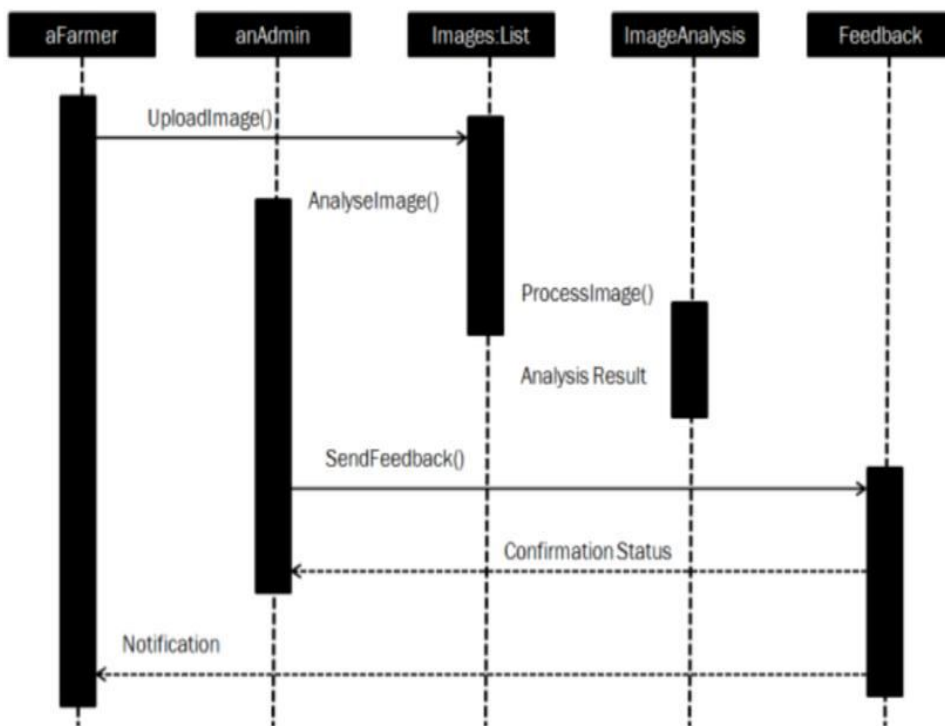 aFarmer
anAdmin
Images:List
ImageAnalysis
Feedback
UploadImage()
AnalyseImage()
ProcessImage()
Analysis Result
SendFeedback()
Confirmation Status
Notification